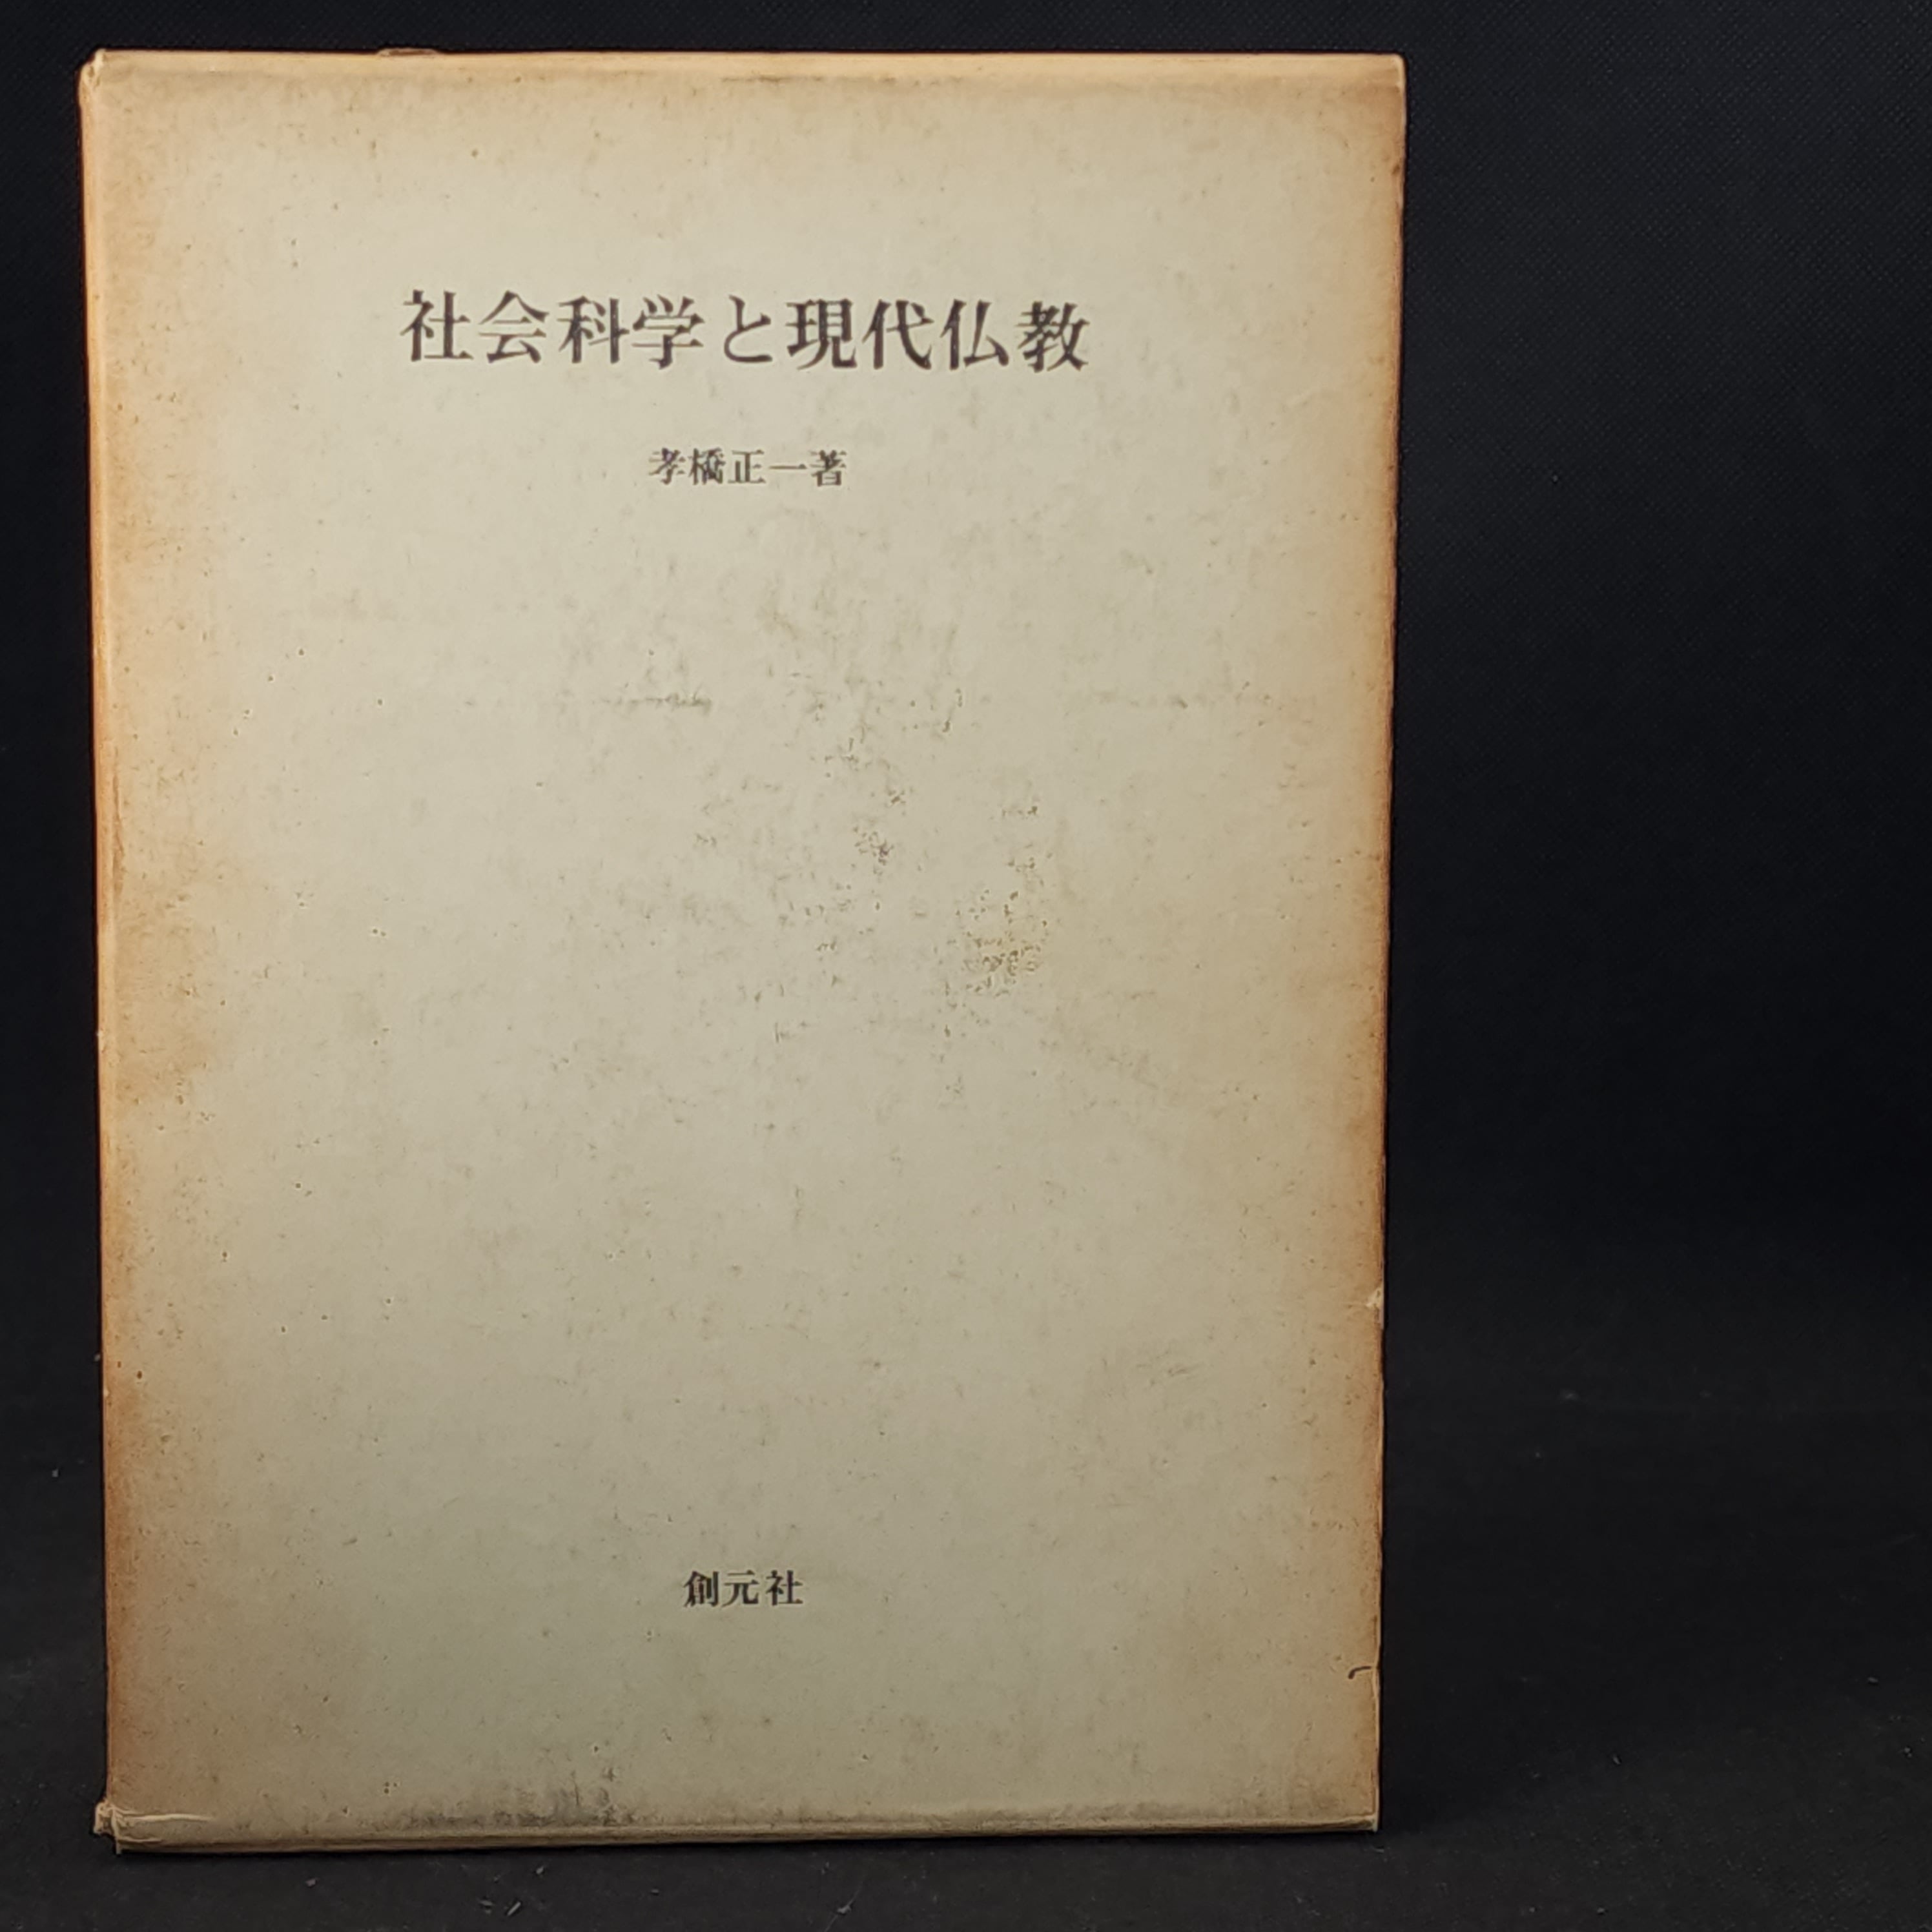 社会科学と現代仏教
孝橋正一著
創元社